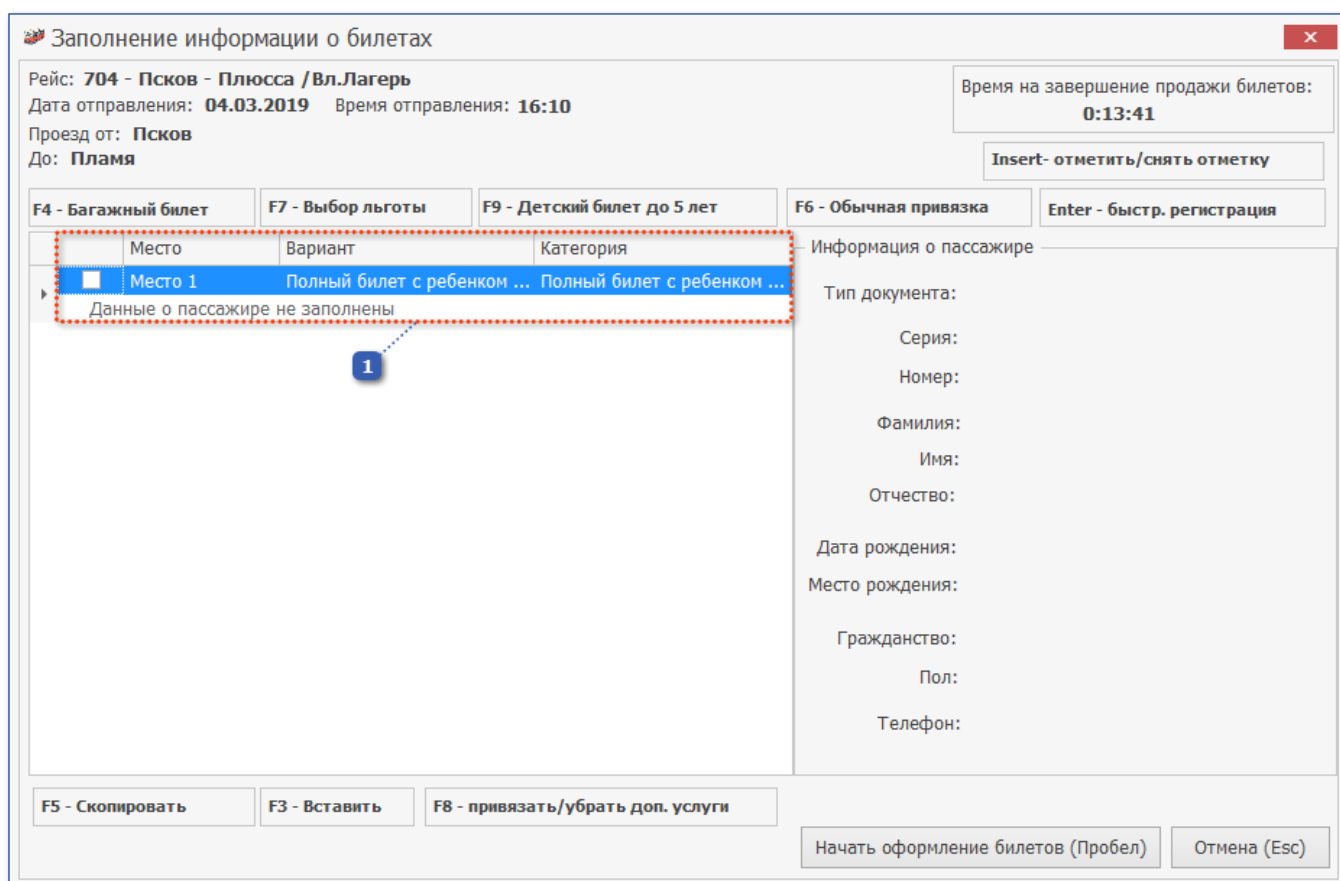 Заполнение информации о билетах
Рейс: 704 - Псков - Плюсса /Вл.Лагерь
Дата отправления: 04.03.2019 Время отправления: 16:10
Проезд от: Псков
До: Пламя
Время на завершение продажи билетов:
0:13:41
Insert- отметить/снять отметку
F4 - Багажный билет
F7 - Выбор льготы
F9 - Детский билет до 5 лет
F6 - Обычная привязка
Enter - быстр. регистрация
Место Вариант Категория
Место 1 Полный билет с ребенком ... Полный билет с ребенком ...
Данные о пассажире не заполнены
1
Информация о пассажире
Тип документа:
Серия:
Номер:
Фамилия:
Имя:
Отчество:
Дата рождения:
Место рождения:
Гражданство:
Пол:
Телефон:
F5 - Скопировать
F3 - Вставить
F8 - привязать/убрать доп. услуги
Начать оформление билетов (Пробел)
Отмена (Esc)